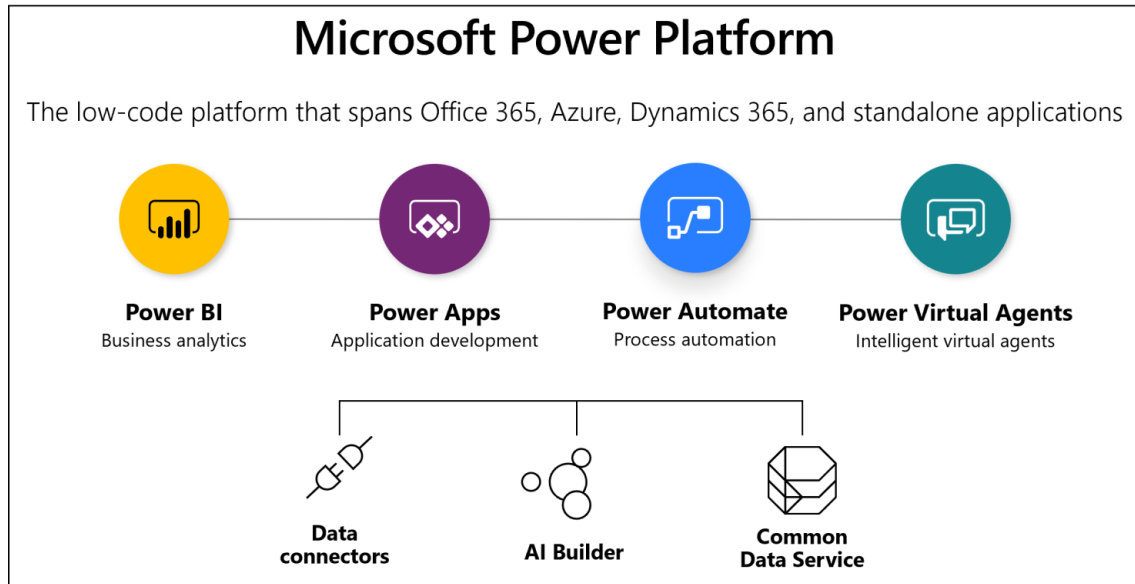 Microsoft Power Platform
The low-code platform that spans Office 365, Azure, Dynamics 365, and standalone applications
Power BI
Business analytics
Power Apps
Application development
Power Automate
Process automation
Power Virtual Agents
Intelligent virtual agents
Data
connectors
AI Builder
Common
Data Service